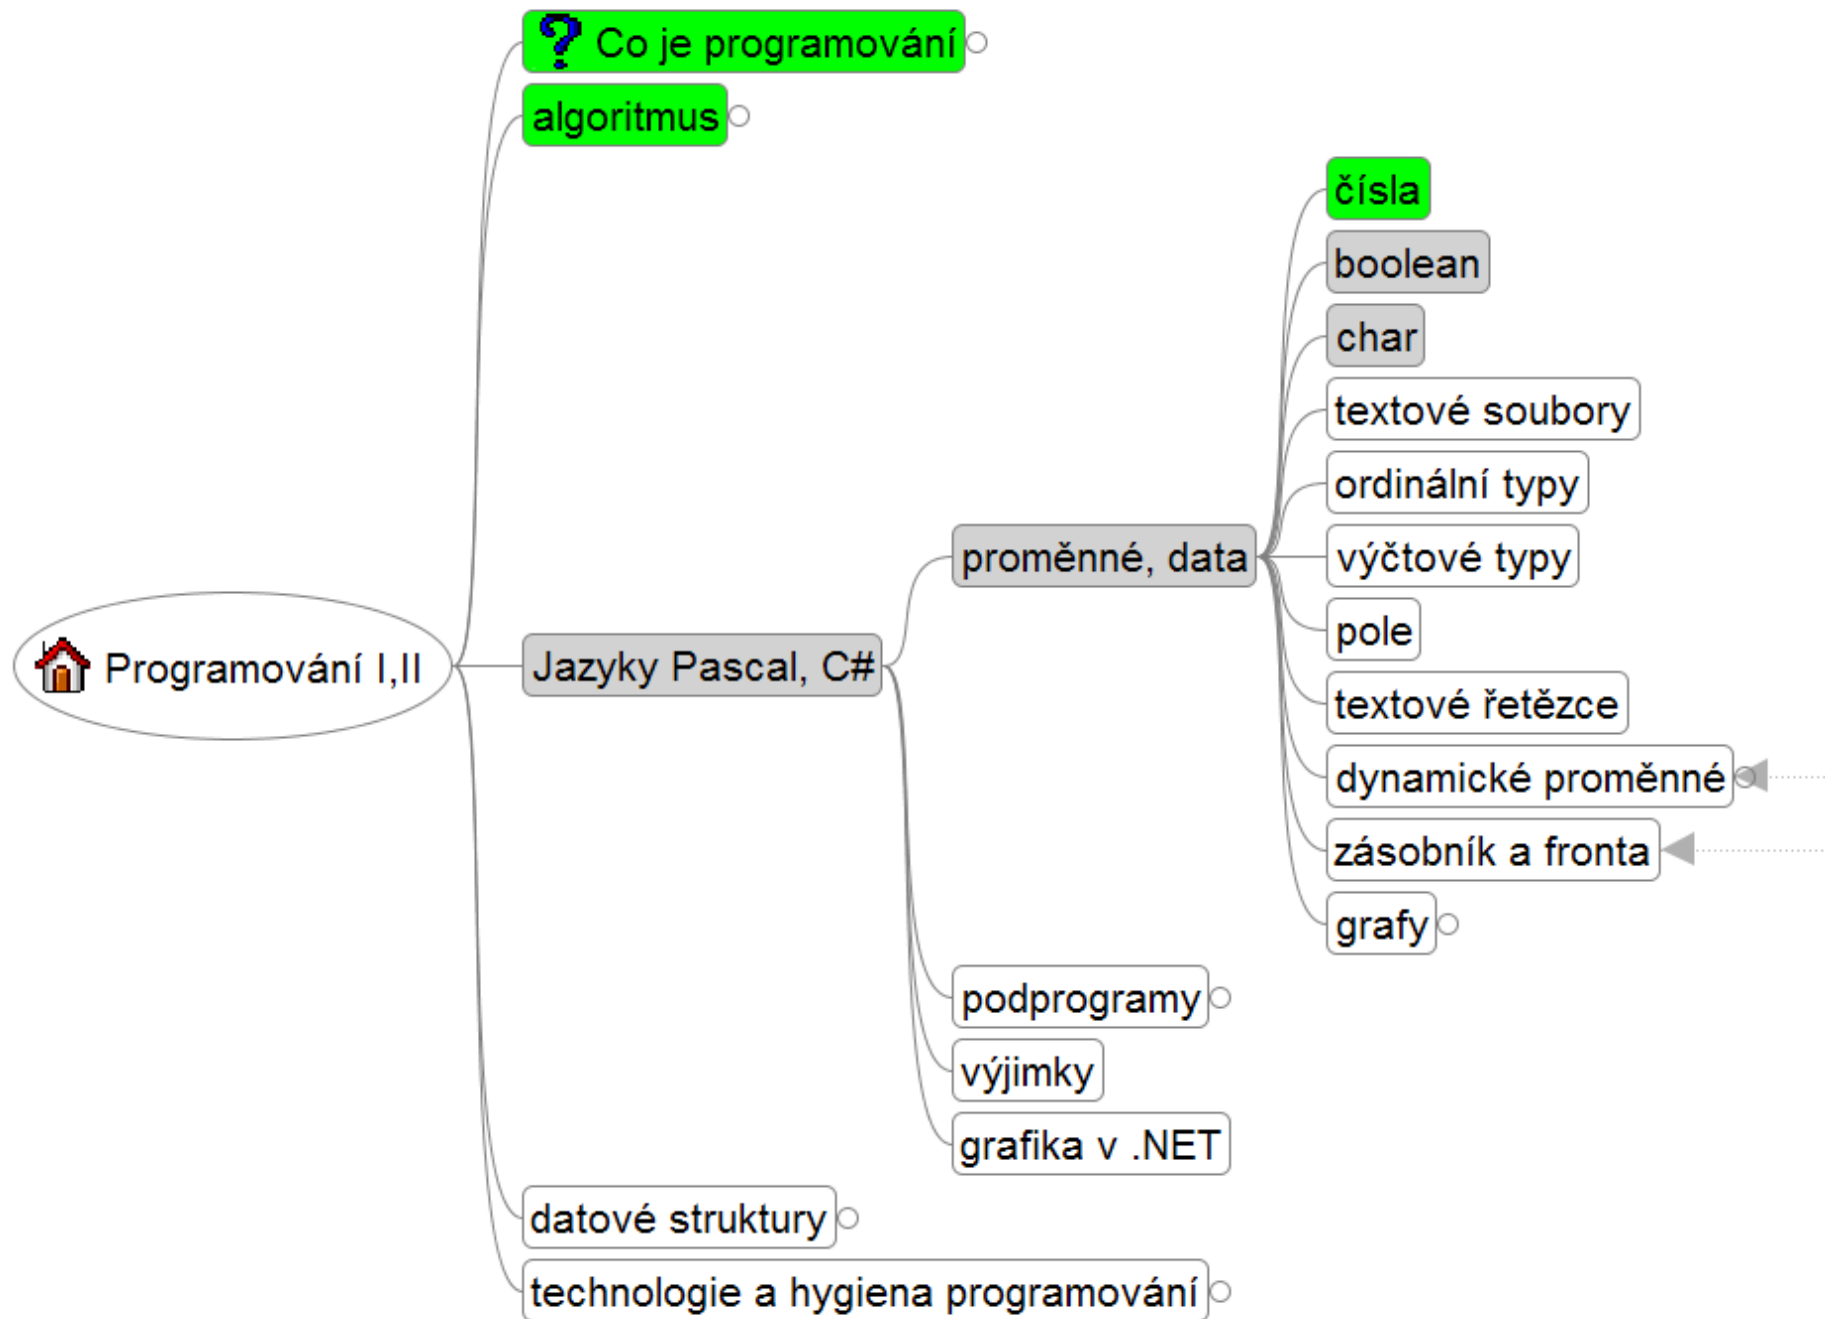 Co je programování
algoritmus
čísla
boolean
char
textové soubory
ordinální typy
proměnné, data
výčtové typy
pole
Programování I,II
Jazyky Pascal, C#
textové řetězce
dynamické proměnné
zásobník a fronta
grafy
podprogramy
výjimky
grafika v .NET
datové struktury
technologie a hygiena programování